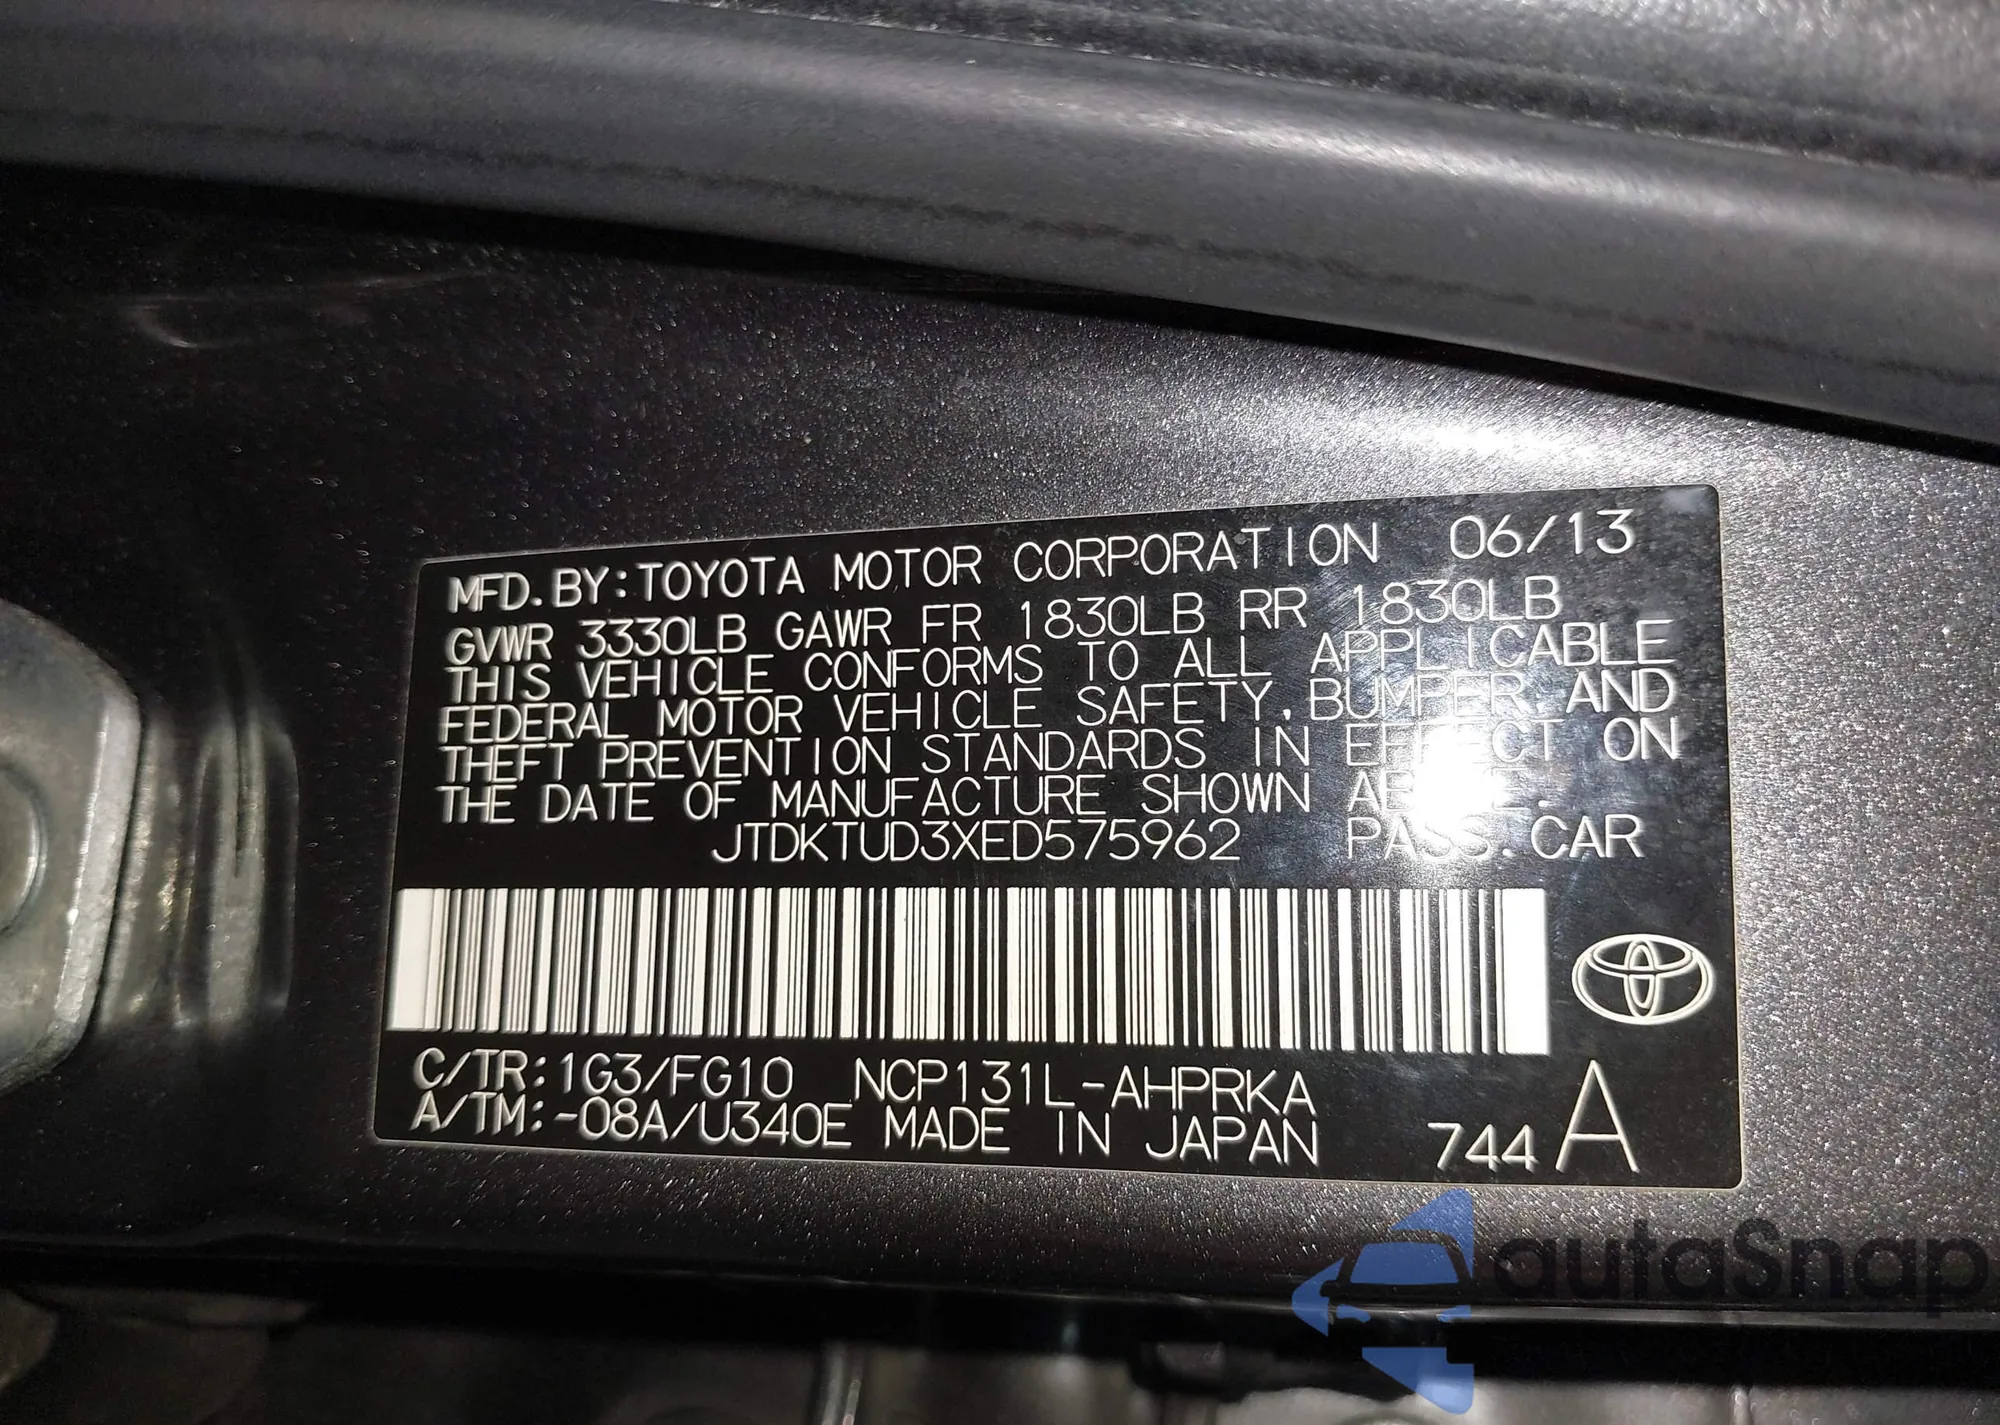 MFD. BY: TOYOTA MOTOR CORPORATION 06/13
GVWR 3330LB GAWR FR 1830LB RR 1830LB
THIS VEHICLE CONFORMS TO ALL APPLICABLE
FEDERAL MOTOR VEHICLE SAFETY, BUMPER, AND
THEFT PREVENTION STANDARDS IN EFFECT ON
THE DATE OF MANUFACTURE SHOWN ABOVE.
JTDKTUD3XED575962 PASS. CAR
C/TR: 1G3/FG10 NCP131L-AHPRKA
A/TM: -08A/U340E MADE IN JAPAN 744 A
autaSnap